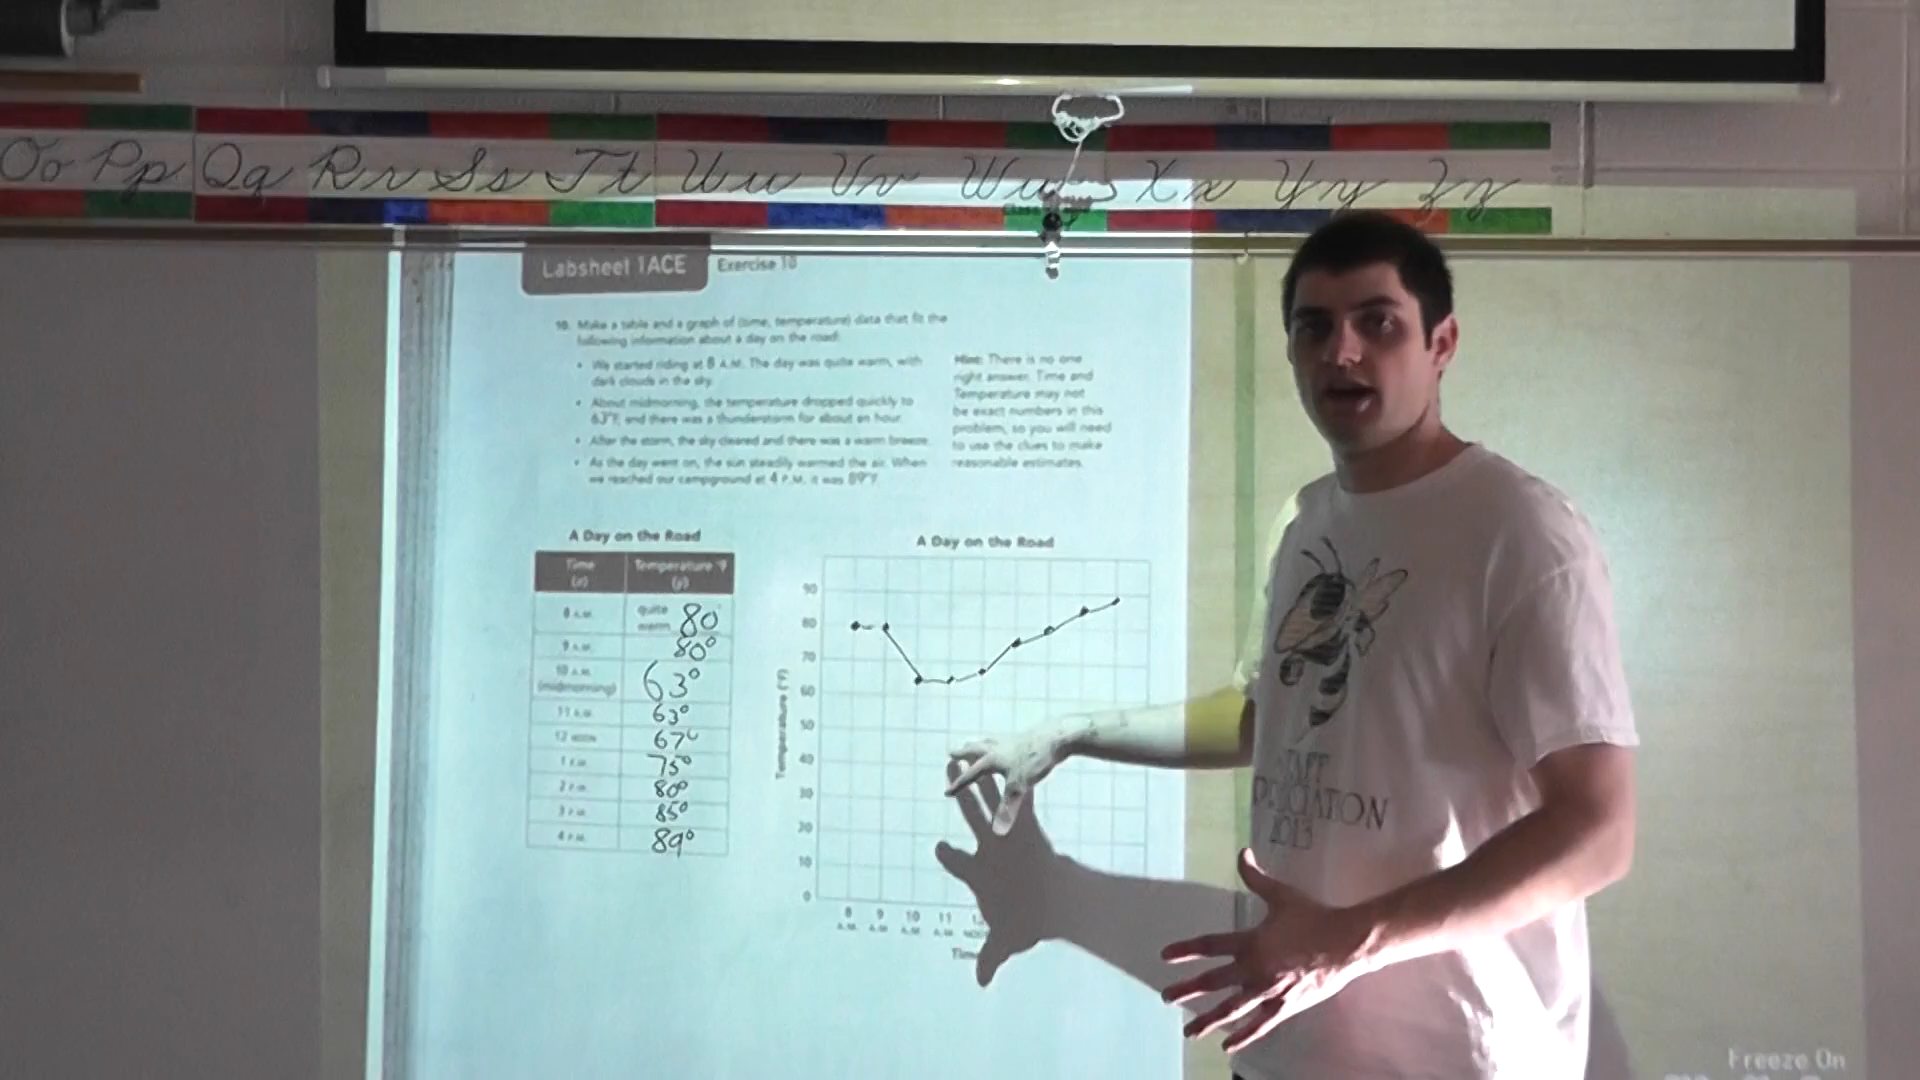 Oo Pp Qq Rr Ss Tt Uu Vv Ww Xx Yy Zz
Labsheet 1ACE Exercise 10
10. Make a table and a graph of (time, temperature) data that fit the
following information about a day on the road:
• We started riding at 8 A.M. The day was quite warm, with
dark clouds in the sky.
• About midmorning, the temperature dropped quickly to
63°F, and there was a thunderstorm for about an hour.
• After the storm, the sky cleared and there was a warm breeze.
• As the day went on, the sun steadily warmed the air. When
we reached our campground at 4 P.M. it was 89°F.
Hint: There is no one
right answer. Time and
Temperature may not
be exact numbers in this
problem, so you will need
to use the clues to make
reasonable estimates.
A Day on the Road
Time Temperature °F
(x) (y)
8 A.M. quite warm 80
9 A.M. 80°
10 A.M. (midmorning) 63°
11 A.M. 63°
12 NOON 67°
1 P.M. 75°
2 P.M. 80°
3 P.M. 85°
4 P.M. 89°
A Day on the Road
Temperature (°F)
90
80
70
60
50
40
30
20
10
0
8 9 10 11
A.M. A.M. A.M. A.M.
2013
Freeze On